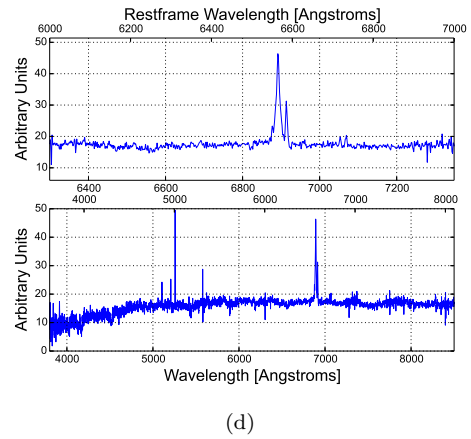 Restframe Wavelength [Angstroms]
6000 6200 6400 6600 6800 7000
50
40
30
20
10
Arbitrary Units
6400 6600 6800 7000 7200
4000 5000 6000 7000 8000
50
40
30
20
10
0
Arbitrary Units
4000 5000 6000 7000 8000
Wavelength [Angstroms]
(d)